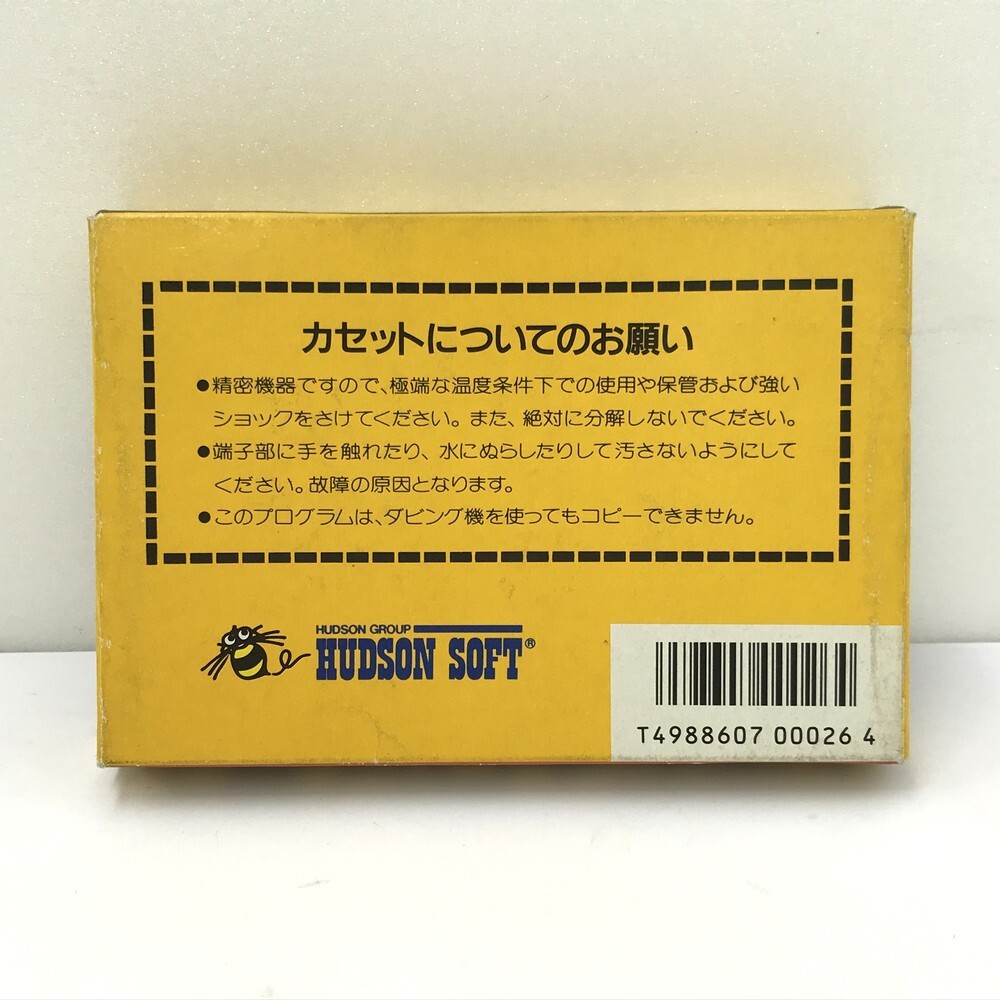 カセットについてのお願い
●精密機器ですので、極端な温度条件下での使用や保管および強い
ショックをさけてください。また、絶対に分解しないでください。
●端子部に手を触れたり、水にぬらしたりして汚さないようにして
ください。故障の原因となります。
●このプログラムは、ダビング機を使ってもコピーできません。
HUDSON GROUP
HUDSON SOFT®
T4988607 00026 4